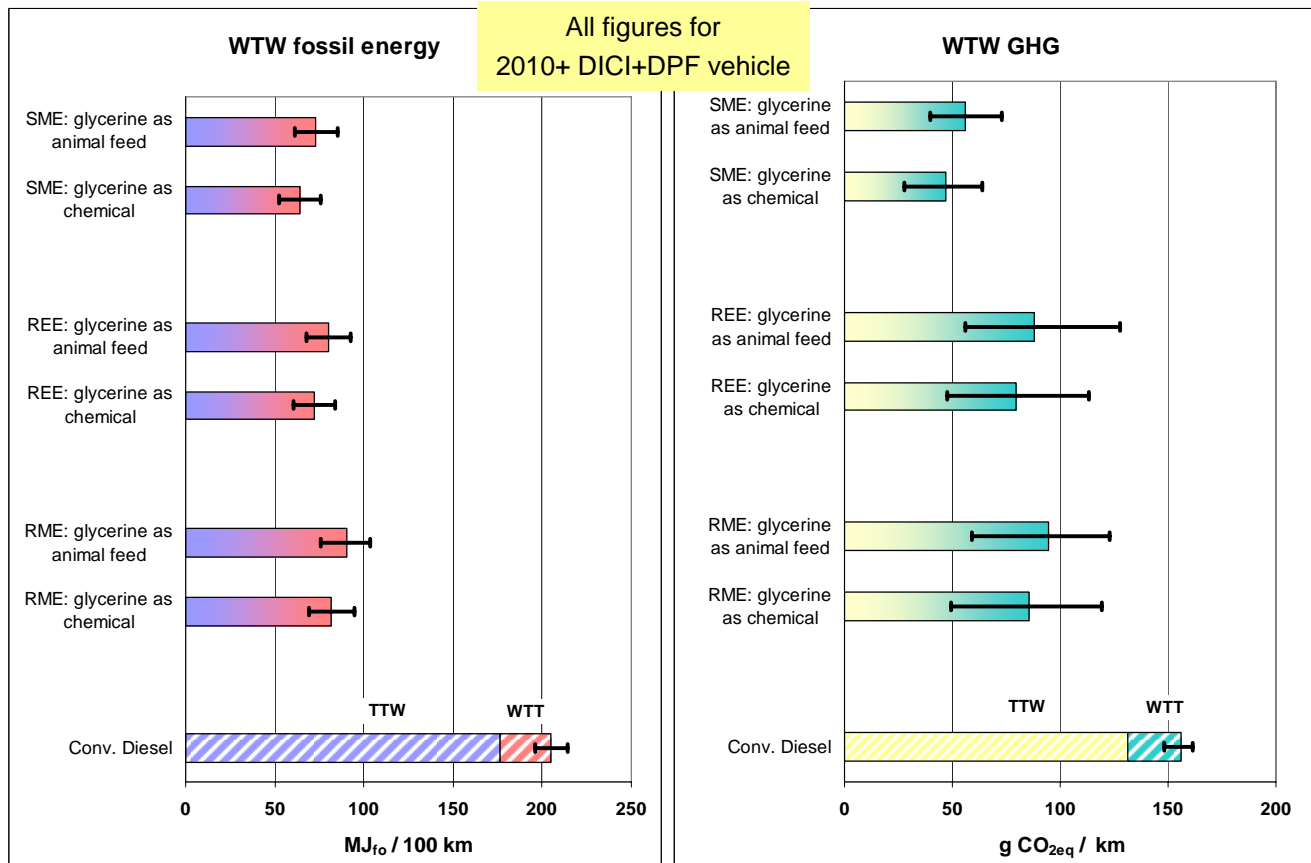 All figures for
2010+ DICI+DPF vehicle
WTW fossil energy
SME: glycerine as
animal feed
SME: glycerine as
chemical
REE: glycerine as
animal feed
REE: glycerine as
chemical
RME: glycerine as
animal feed
RME: glycerine as
chemical
TTW
WTT
Conv. Diesel
0
50
100
150
200
250
MJfo / 100 km
WTW GHG
SME: glycerine
as animal feed
SME: glycerine
as chemical
REE: glycerine
as animal feed
REE: glycerine
as chemical
RME: glycerine
as animal feed
RME: glycerine
as chemical
TTW
WTT
Conv. Diesel
0
50
100
150
200
g CO2eq / km